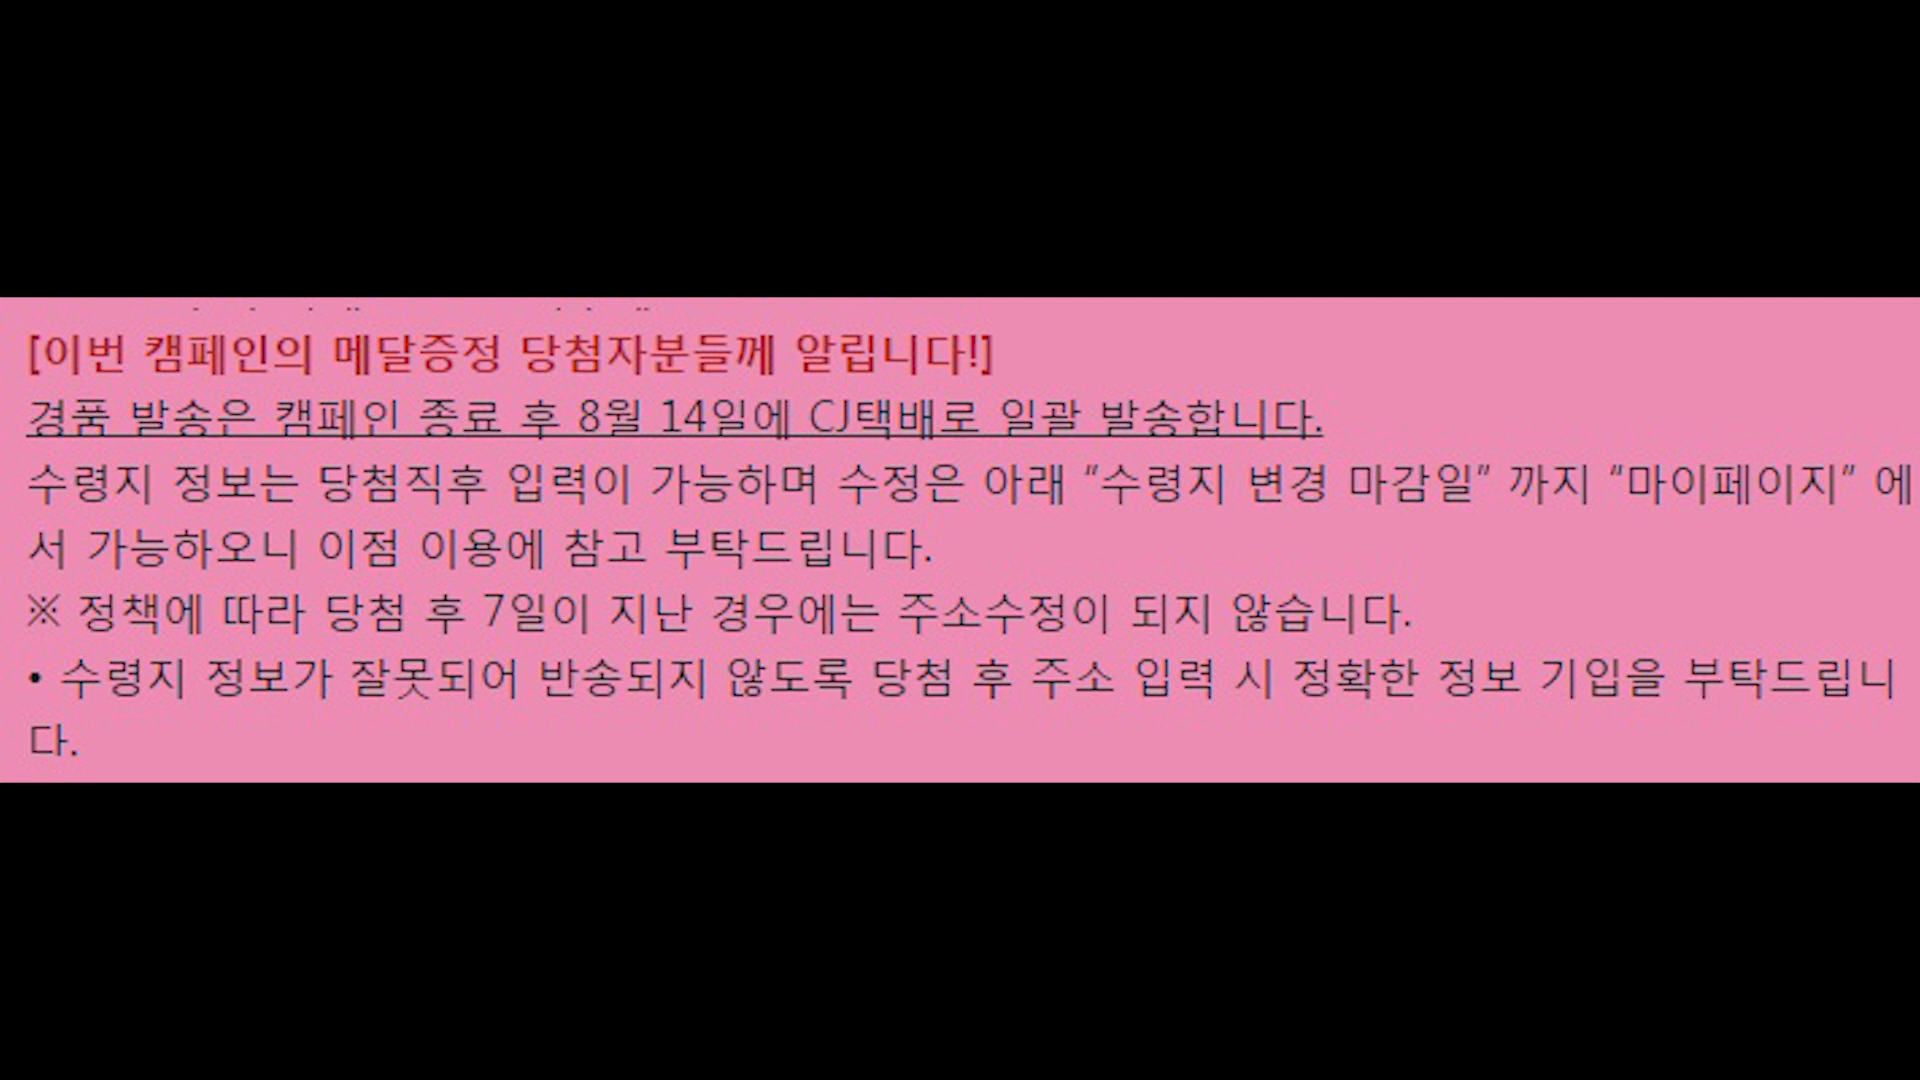 [이번 캠페인의 메달증정 당첨자분들께 알립니다!]
경품 발송은 캠페인 종료 후 8월 14일에 CJ택배로 일괄 발송합니다.
수령지 정보는 당첨직후 입력이 가능하며 수정은 아래 "수령지 변경 마감일" 까지 "마이페이지" 에
서 가능하오니 이점 이용에 참고 부탁드립니다.
※ 정책에 따라 당첨 후 7일이 지난 경우에는 주소수정이 되지 않습니다.
• 수령지 정보가 잘못되어 반송되지 않도록 당첨 후 주소 입력 시 정확한 정보 기입을 부탁드립니
다.